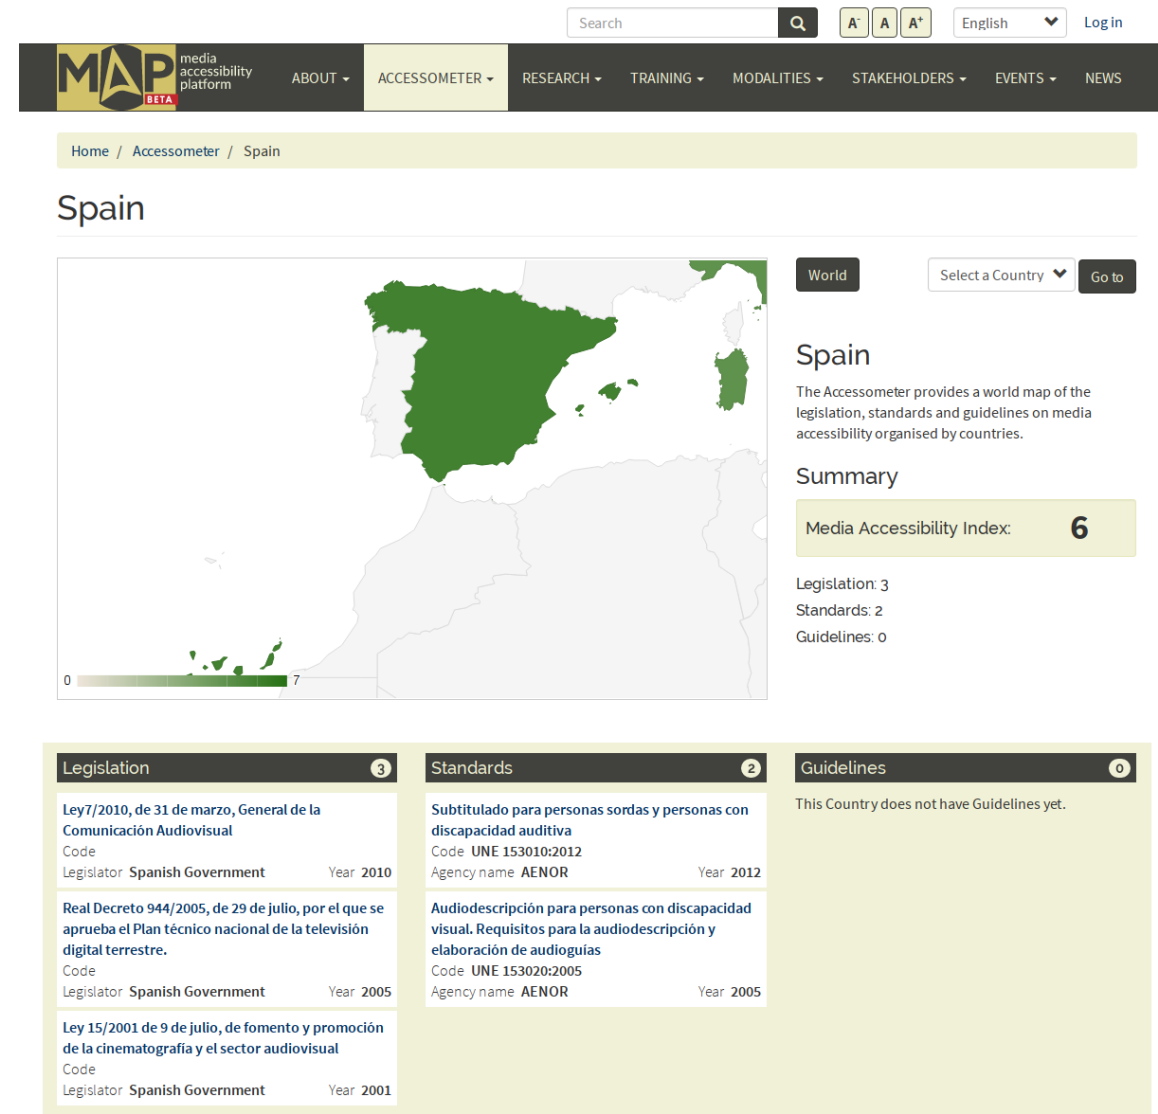 Search
A-
A
A+
English
Log in
MAP
BETA
media
accessibility
platform
ABOUT
ACCESSOMETER
RESEARCH
TRAINING
MODALITIES
STAKEHOLDERS
EVENTS
NEWS
Home / Accessometer / Spain
Spain
0
7
World
Select a Country
Go to
Spain
The Accessometer provides a world map of the
legislation, standards and guidelines on media
accessibility organised by countries.
Summary
Media Accessibility Index: 6
Legislation: 3
Standards: 2
Guidelines: 0
Legislation 3
Ley7/2010, de 31 de marzo, General de la
Comunicación Audiovisual
Code
Legislator Spanish Government Year 2010
Real Decreto 944/2005, de 29 de julio, por el que se
aprueba el Plan técnico nacional de la televisión
digital terrestre.
Code
Legislator Spanish Government Year 2005
Ley 15/2001 de 9 de julio, de fomento y promoción
de la cinematografía y el sector audiovisual
Code
Legislator Spanish Government Year 2001
Standards 2
Subtitulado para personas sordas y personas con
discapacidad auditiva
Code UNE 153010:2012
Agency name AENOR Year 2012
Audiodescripción para personas con discapacidad
visual. Requisitos para la audiodescripción y
elaboración de audioguías
Code UNE 153020:2005
Agency name AENOR Year 2005
Guidelines 0
This Country does not have Guidelines yet.